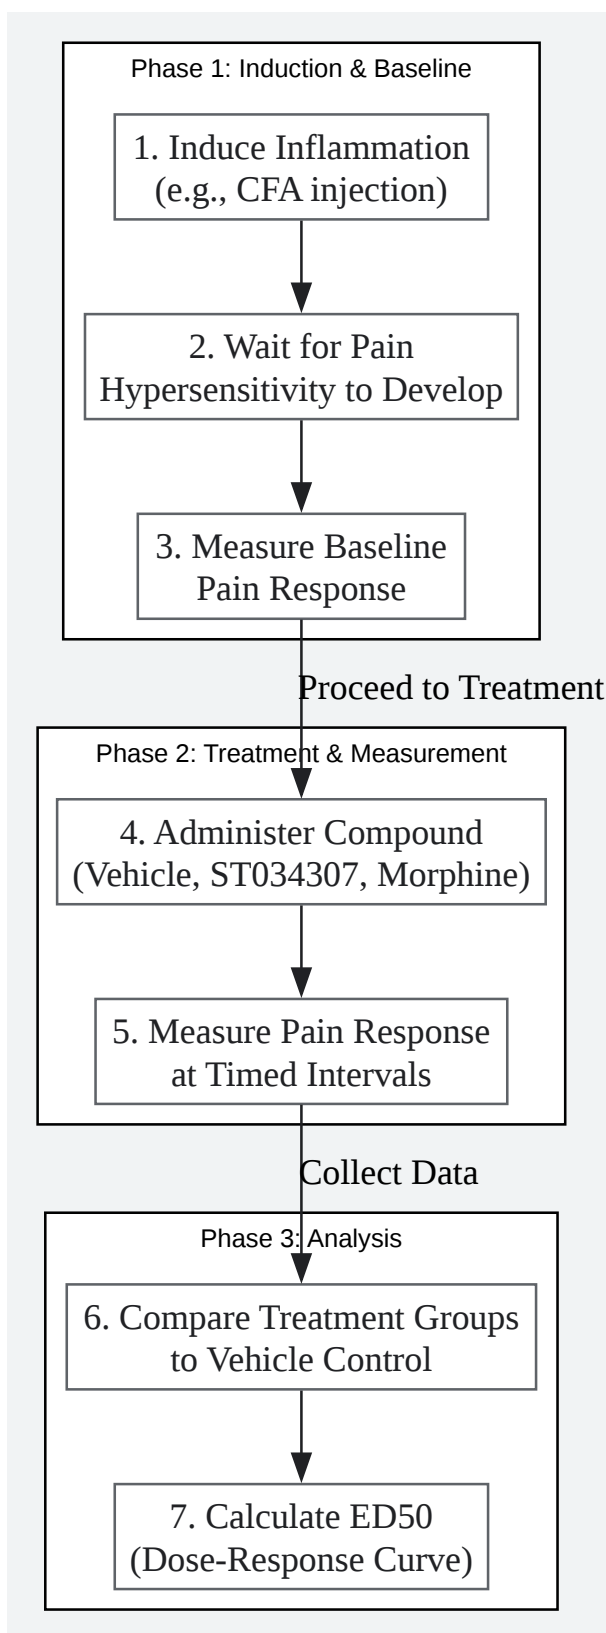 Phase 1: Induction & Baseline
1. Induce Inflammation
(e.g., CFA injection)
2. Wait for Pain
Hypersensitivity to Develop
3. Measure Baseline
Pain Response
Proceed to Treatment
Phase 2: Treatment & Measurement
4. Administer Compound
(Vehicle, ST034307, Morphine)
5. Measure Pain Response
at Timed Intervals
Collect Data
Phase 3: Analysis
6. Compare Treatment Groups
to Vehicle Control
7. Calculate ED50
(Dose-Response Curve)